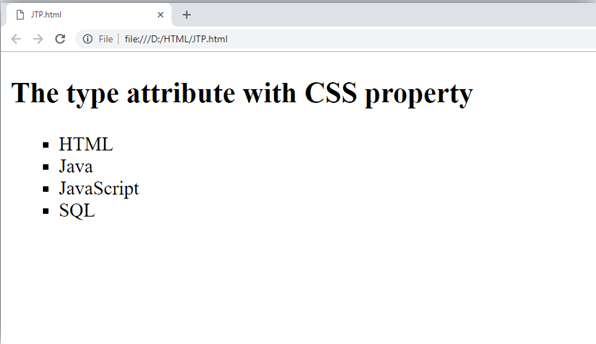 JTP.html
File | file:///D:/HTML/JTP.html
The type attribute with CSS property
HTML
Java
JavaScript
SQL